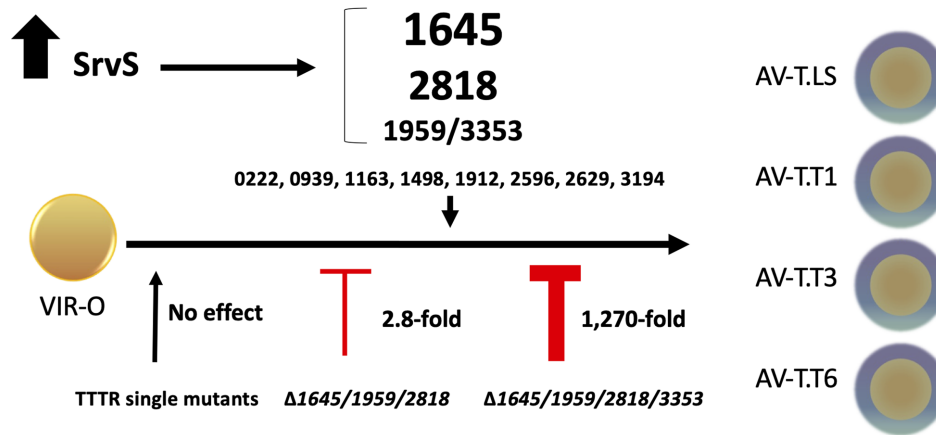 SrvS
1645
2818
1959/3353
0222, 0939, 1163, 1498, 1912, 2596, 2629, 3194
VIR-O
No effect
2.8-fold
1,270-fold
TTTR single mutants
Δ1645/1959/2818
Δ1645/1959/2818/3353
AV-T.LS
AV-T.T1
AV-T.T3
AV-T.T6